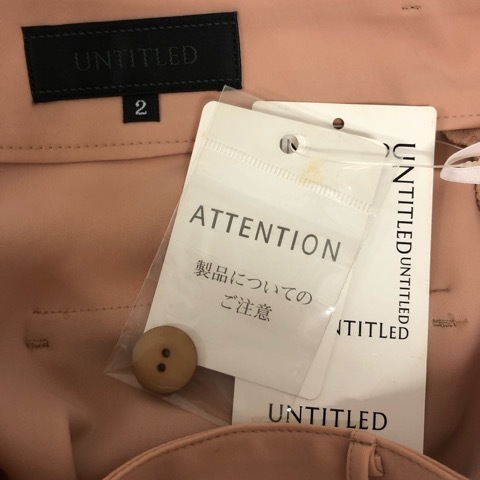 UNTITLED
2
ATTENTION
製品についての
ご注意
UNTITLED
UNTITLED
UNTITLED
UNTITLED